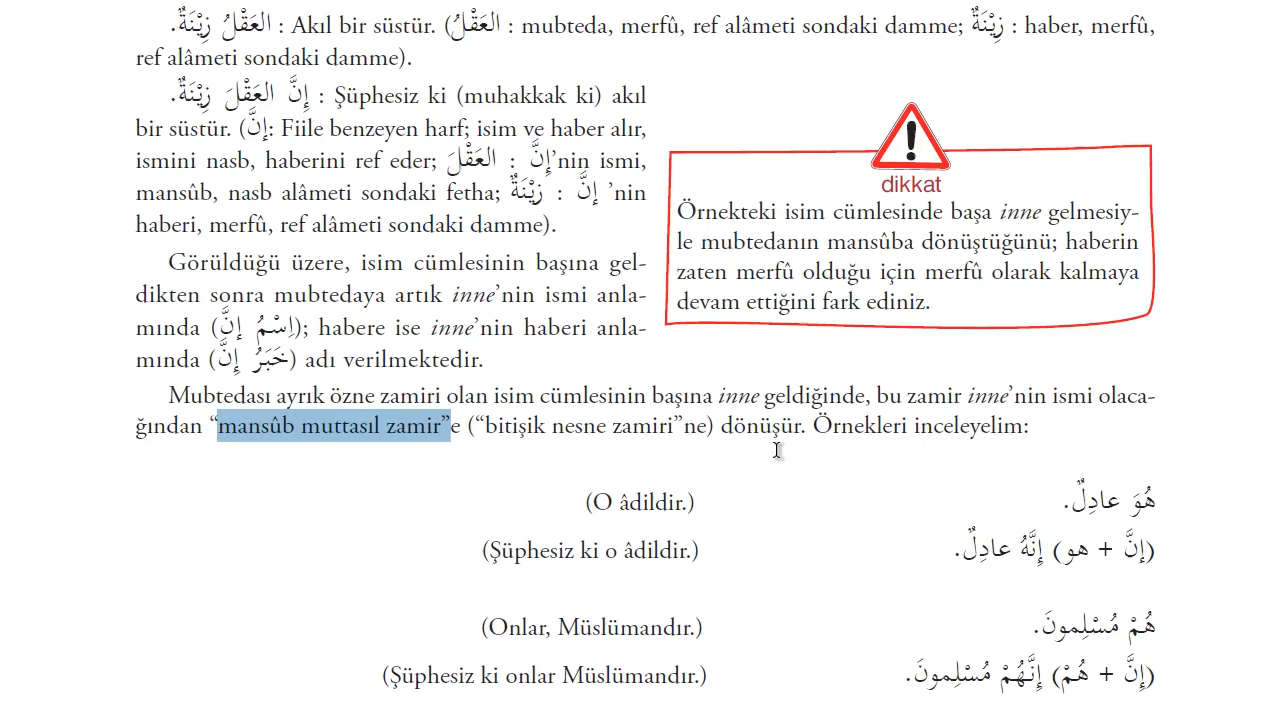 العَقْلُ زِيْنَةٌ. : Akıl bir süstür. (العَقْلُ : mubteda, merfû, ref alâmeti sondaki damme; زِيْنَةٌ : haber, merfû,
ref alâmeti sondaki damme).
إِنَّ العَقْلَ زِيْنَةٌ. : Şüphesiz ki (muhakkak ki) akıl
bir süstür. (إِنَّ: Fiile benzeyen harf; isim ve haber alır,
ismini nasb, haberini ref eder; العَقْلَ : إِنَّ’nin ismi,
mansûb, nasb alâmeti sondaki fetha; زِيْنَةٌ : إِنَّ ’nin
haberi, merfû, ref alâmeti sondaki damme).
Görüldüğü üzere, isim cümlesinin başına gel-
dikten sonra mubtedaya artık inne’nin ismi anla-
mında (اِسْمُ إِنَّ); habere ise inne’nin haberi anla-
mında (خَبَرُ إِنَّ) adı verilmektedir.
dikkat
Örnekteki isim cümlesinde başa inne gelmesiy-
le mubtedanın mansûba dönüştüğünü; haberin
zaten merfû olduğu için merfû olarak kalmaya
devam ettiğini fark ediniz.
Mubtedası ayrık özne zamiri olan isim cümlesinin başına inne geldiğinde, bu zamir inne’nin ismi olaca-
ğından “mansûb muttasıl zamir”e (“bitişik nesne zamiri”ne) dönüşür. Örnekleri inceleyelim:
هُوَ عادِلٌ. (O âdildir.)
(إنَّ + هو) إِنَّهُ عادِلٌ. (Şüphesiz ki o âdildir.)
هُمْ مُسْلِمونَ. (Onlar, Müslümandır.)
(إِنَّ + هُمْ) إِنَّهُمْ مُسْلِمونَ. (Şüphesiz ki onlar Müslümandır.)